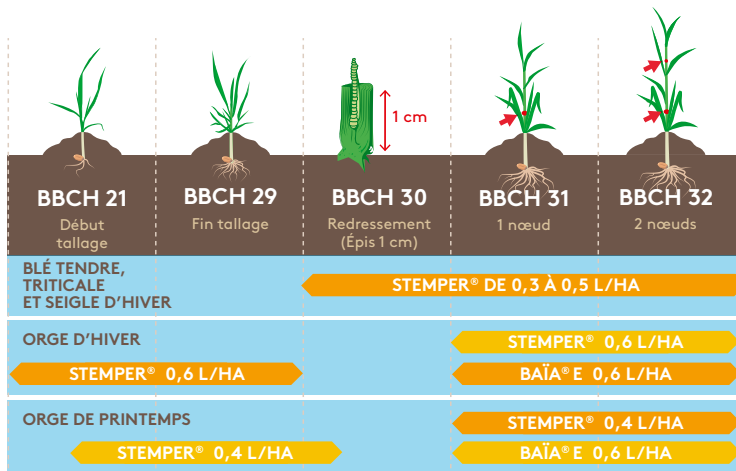 1 cm
BBCH 21
Début
tallage
BBCH 29
Fin tallage
BBCH 30
Redressement
(Épis 1 cm)
BBCH 31
1 nœud
BBCH 32
2 nœuds
BLÉ TENDRE,
TRITICALE
ET SEIGLE D'HIVER
STEMPER® DE 0,3 À 0,5 L/HA
ORGE D'HIVER
STEMPER® 0,6 L/HA
STEMPER® 0,6 L/HA
BAÏA® E 0,6 L/HA
ORGE DE PRINTEMPS
STEMPER® 0,4 L/HA
STEMPER® 0,4 L/HA
BAÏA® E 0,6 L/HA